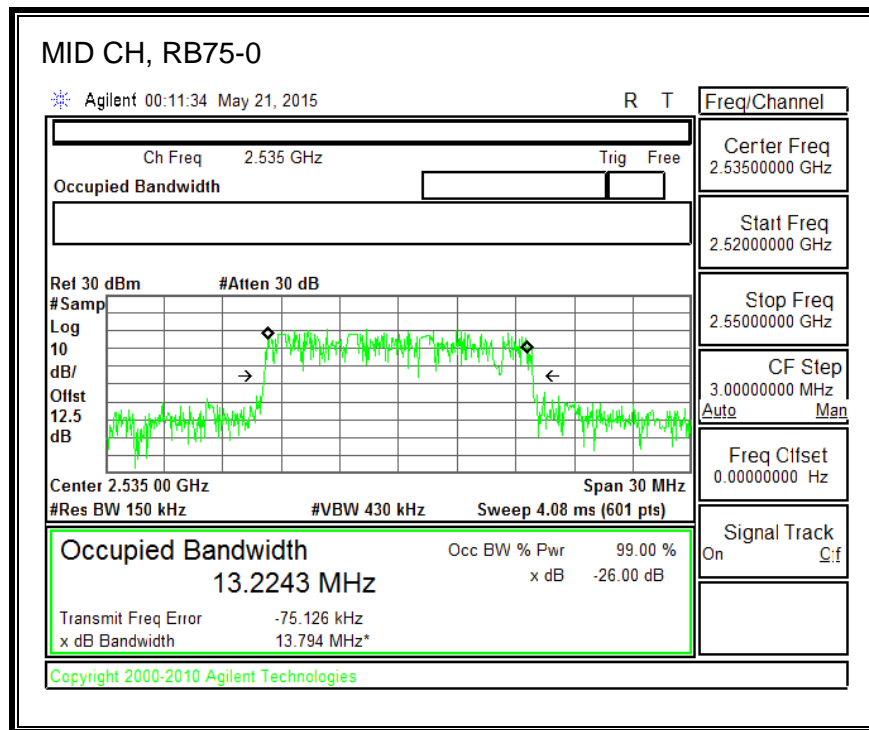 MID CH, RB75-0
Agilent 00:11:34 May 21, 2015 R T
Freq/Channel
Ch Freq 2.535 GHz Trig Free
Occupied Bandwidth
Center Freq
2.53500000 GHz
Start Freq
2.52000000 GHz
Stop Freq
2.55000000 GHz
CF Step
3.00000000 MHz
Auto Man
Freq Offset
0.00000000 Hz
Signal Track
On Off
Ref 30 dBm #Atten 30 dB
#Samp
Log
10
dB/
Offst
12.5
dB
Center 2.535 00 GHz Span 30 MHz
#Res BW 150 kHz #VBW 430 kHz Sweep 4.08 ms (601 pts)
Occupied Bandwidth Occ BW % Pwr 99.00 %
13.2243 MHz x dB -26.00 dB
Transmit Freq Error -75.126 kHz
x dB Bandwidth 13.794 MHz*
Copyright 2000-2010 Agilent Technologies